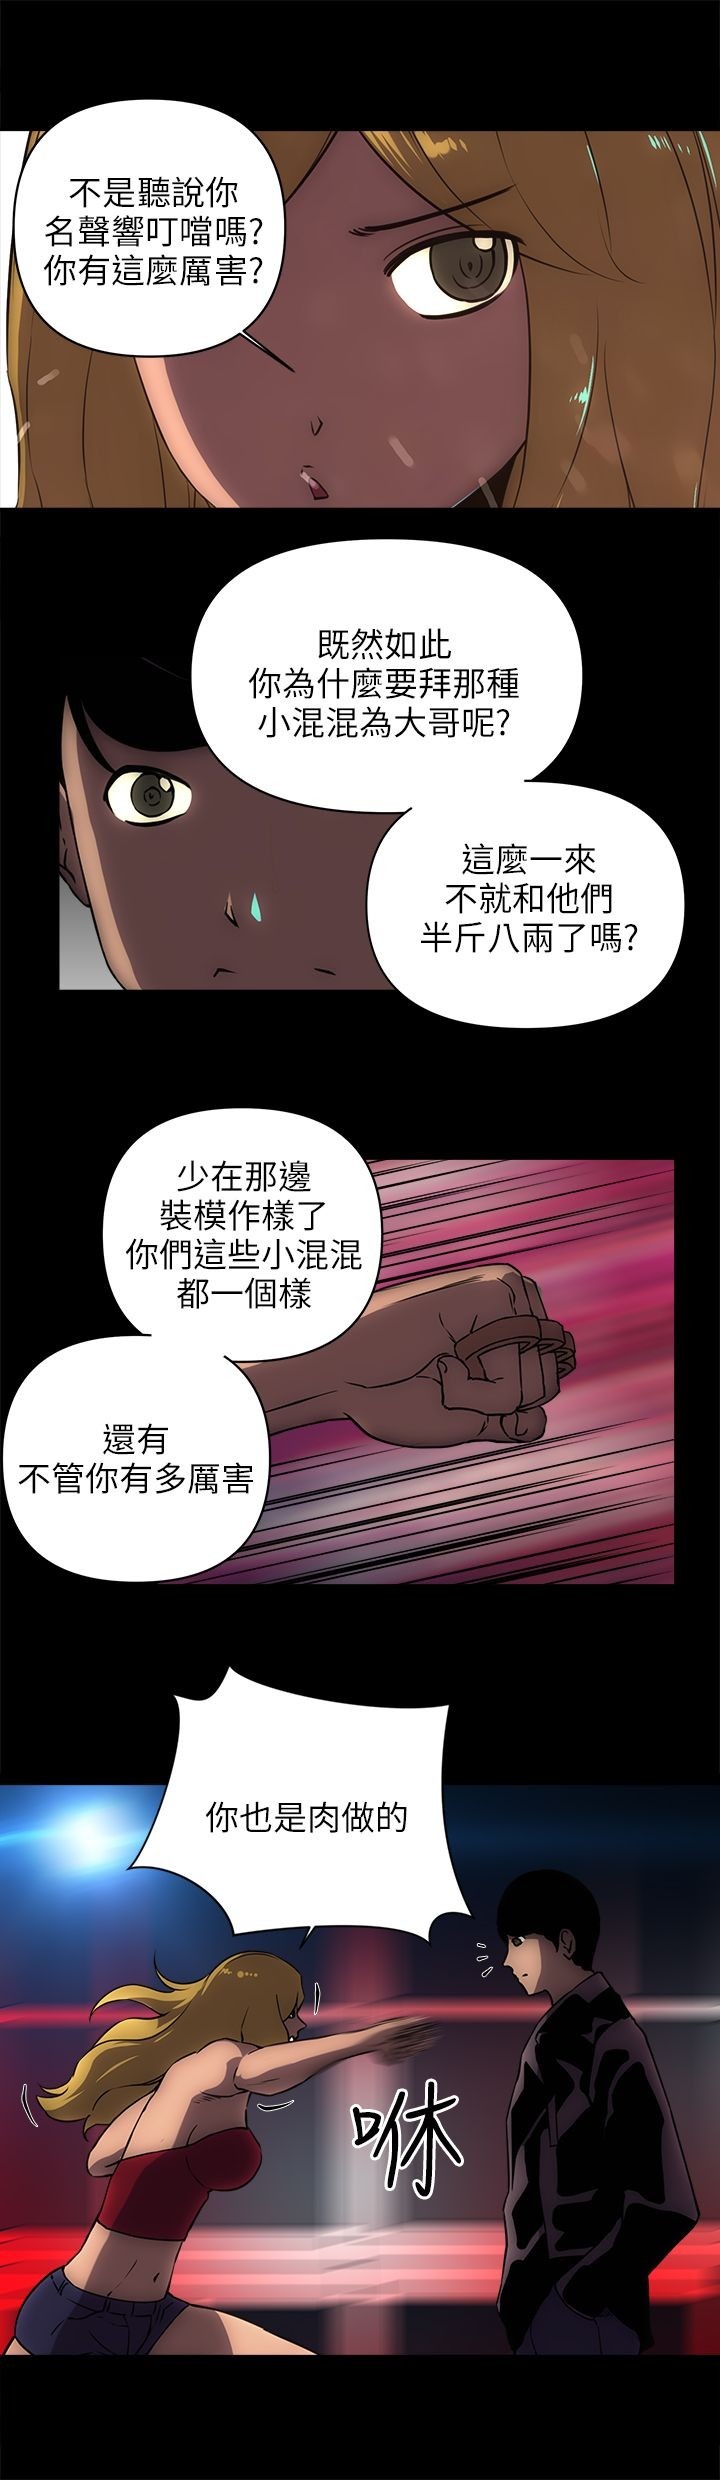 不是聽說你
名聲響叮噹嗎?
你有這麼厲害?
既然如此
你為什麼要拜那種
小混混為大哥呢?
這麼一來
不就和他們
半斤八兩了嗎?
少在那邊
裝模作樣了
你們這些小混混
都一個樣
還有
不管你有多厲害
你也是肉做的
咻